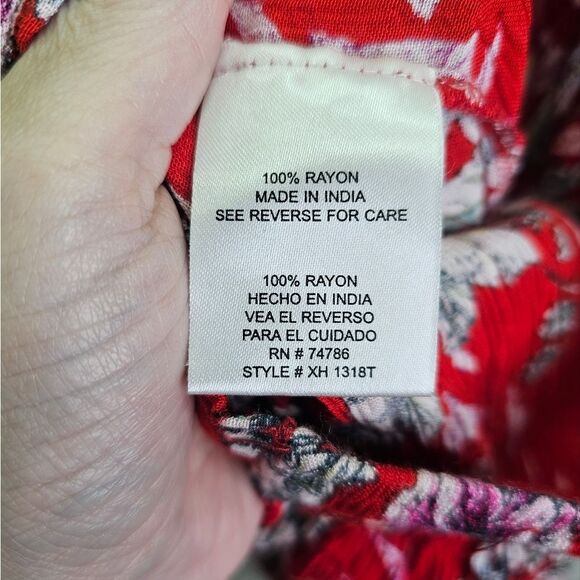 100% RAYON
MADE IN INDIA
SEE REVERSE FOR CARE
100% RAYON
HECHO EN INDIA
VEA EL REVERSO
PARA EL CUIDADO
RN # 74786
STYLE # XH 1318T